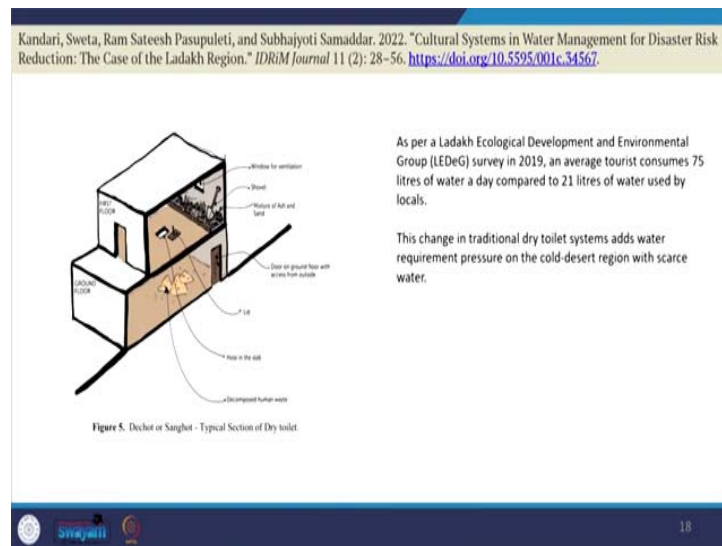 Kandari, Sweta, Ram Sateesh Pasupuleti, and Subhajyoti Samaddar. 2022. “Cultural Systems in Water Management for Disaster Risk
Reduction: The Case of the Ladakh Region.” IDRiM Journal 11 (2): 28–56. https://doi.org/10.5595/001c.34567.
As per a Ladakh Ecological Development and Environmental
Group (LEDeG) survey in 2019, an average tourist consumes 75
litres of water a day compared to 21 litres of water used by
locals.
This change in traditional dry toilet systems adds water
requirement pressure on the cold-desert region with scarce
water.
Window for ventilation
Shovel
Mixture of Ash and
Sand
FIRST
FLOOR
Door on ground floor with
access from outside
GROUND
FLOOR
Lid
Hole in the slab
Decomposed human waste
Figure 5. Dechot or Sanghot - Typical Section of Dry toilet.
swayam
18